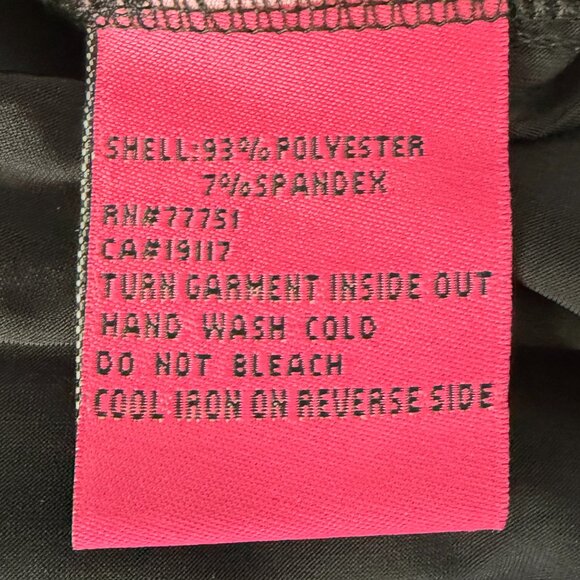 SHELL:93%POLYESTER
7%SPANDEX
RN#77751
CA#19117
TURN GARMENT INSIDE OUT
HAND WASH COLD
DO NOT BLEACH
COOL IRON ON REVERSE SIDE